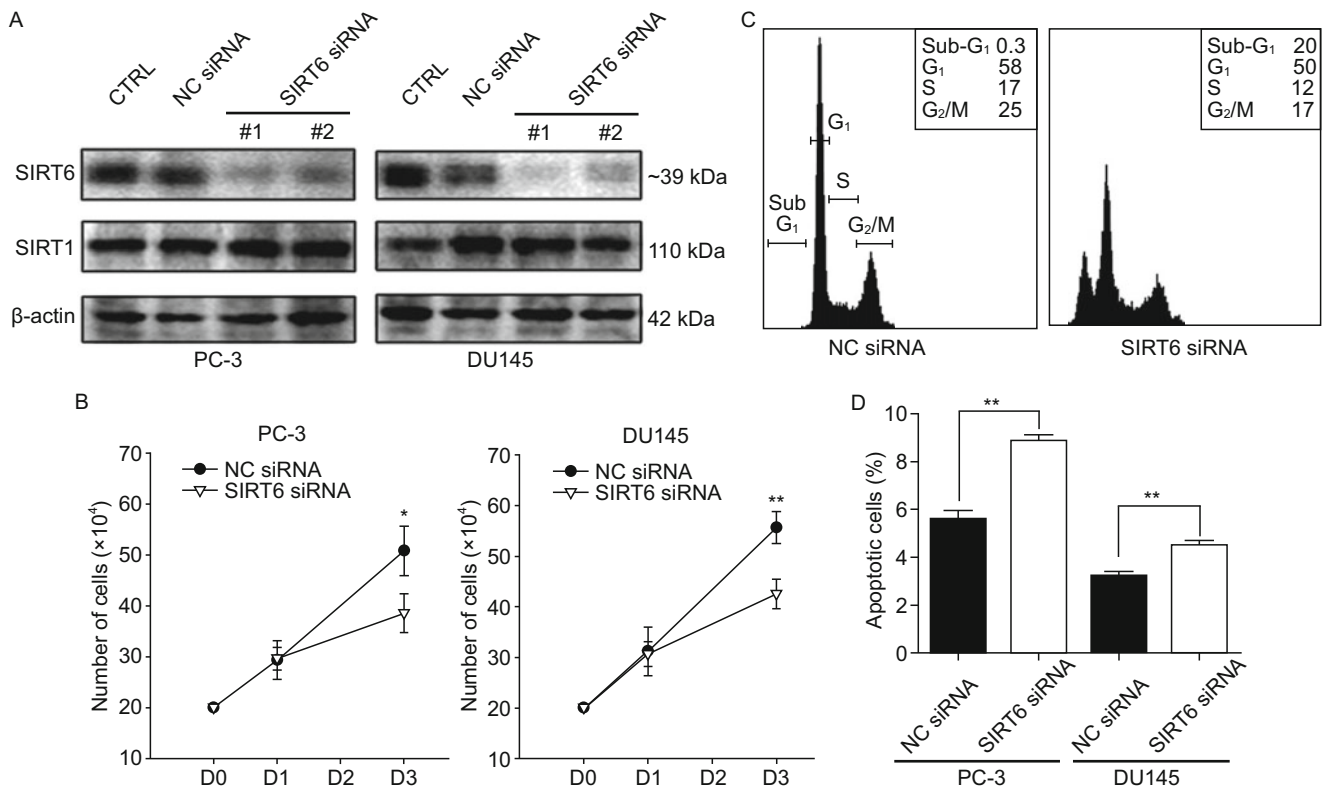 A
CTRL
NC siRNA
SIRT6 siRNA
#1
#2
CTRL
NC siRNA
SIRT6 siRNA
#1
#2
SIRT6
~39 kDa
SIRT1
110 kDa
β-actin
42 kDa
PC-3
DU145
B
PC-3
NC siRNA
SIRT6 siRNA
Number of cells (×10⁴)
70
60
50
40
30
20
10
*
D0 D1 D2 D3
DU145
NC siRNA
SIRT6 siRNA
Number of cells (×10⁴)
70
60
50
40
30
20
10
**
D0 D1 D2 D3
C
Sub-G₁ 0.3
G₁ 58
S 17
G₂/M 25
G₁
S
Sub
G₁
G₂/M
NC siRNA
Sub-G₁ 20
G₁ 50
S 12
G₂/M 17
SIRT6 siRNA
D
Apoptotic cells (%)
10
8
6
4
2
0
**
**
NC siRNA
SIRT6 siRNA
NC siRNA
SIRT6 siRNA
PC-3
DU145